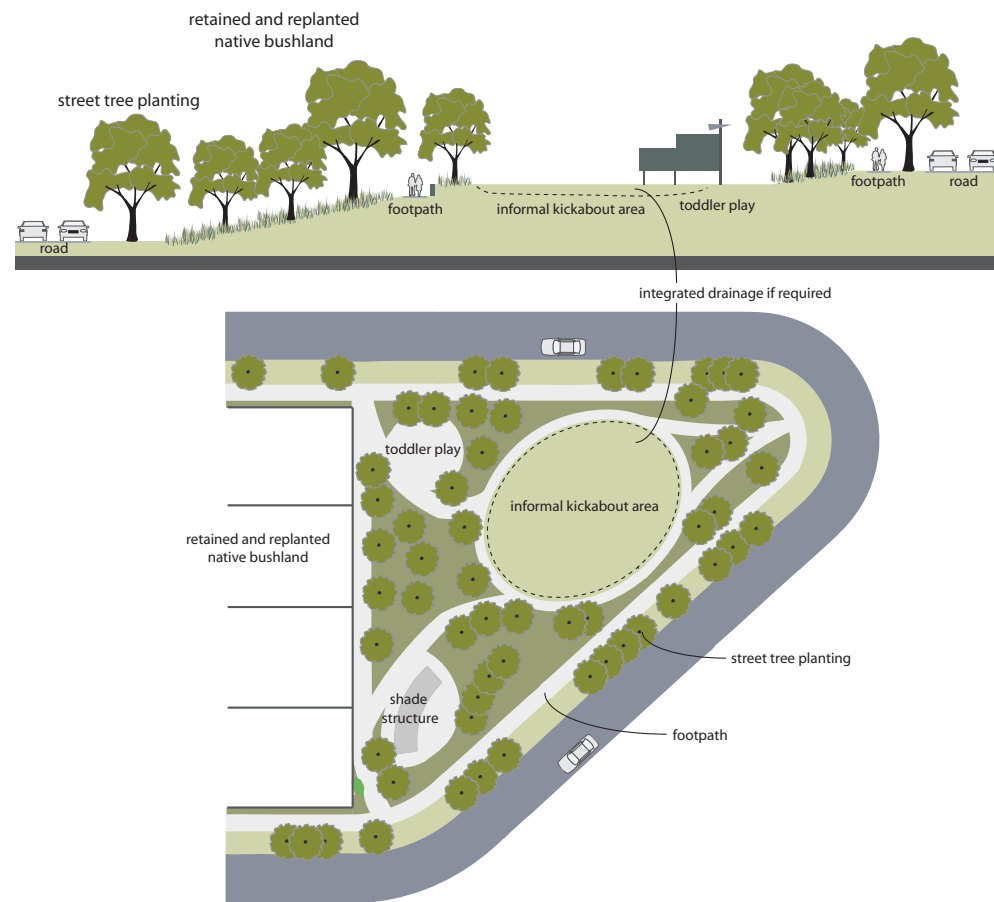 retained and replanted
native bushland
street tree planting
footpath
road
informal kickabout area
toddler play
footpath
road
integrated drainage if required
toddler play
informal kickabout area
retained and replanted
native bushland
street tree planting
shade
structure
footpath